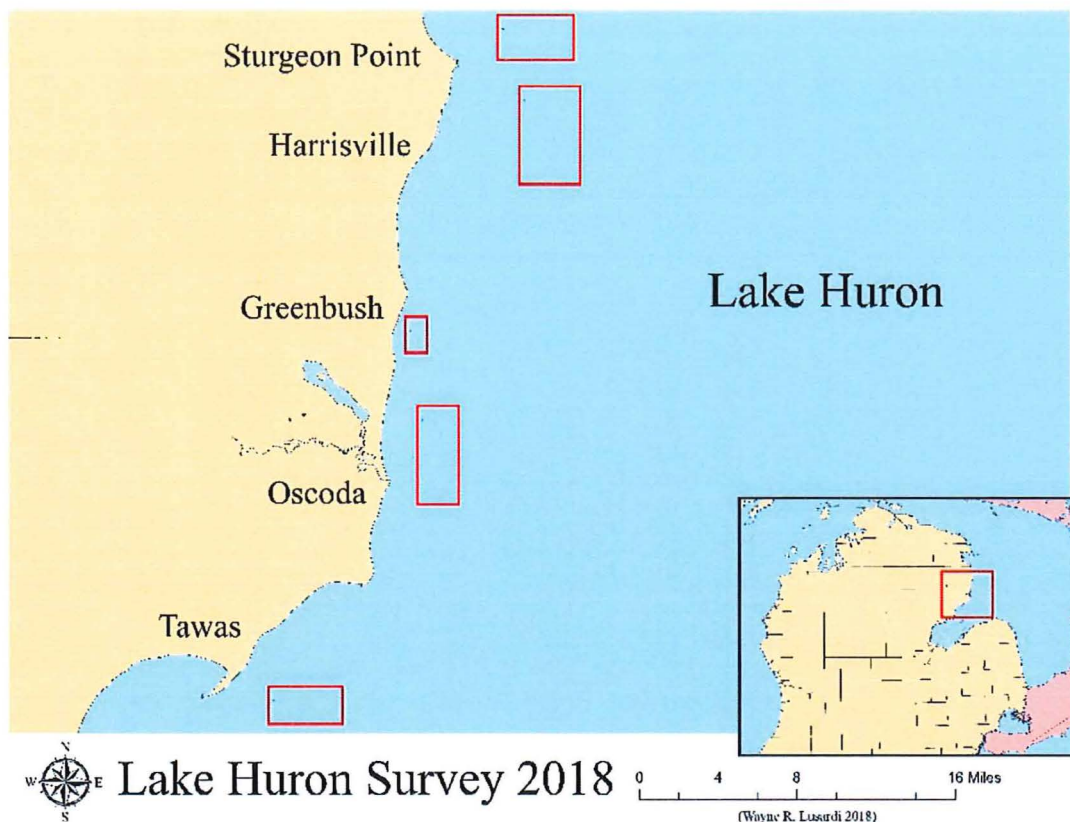 Sturgeon Point
Harrisville
Greenbush
Lake Huron
Oscoda
Tawas
N
W E
S
Lake Huron Survey 2018
0 4 8 16 Miles
(Wayne R. Lusardi 2018)